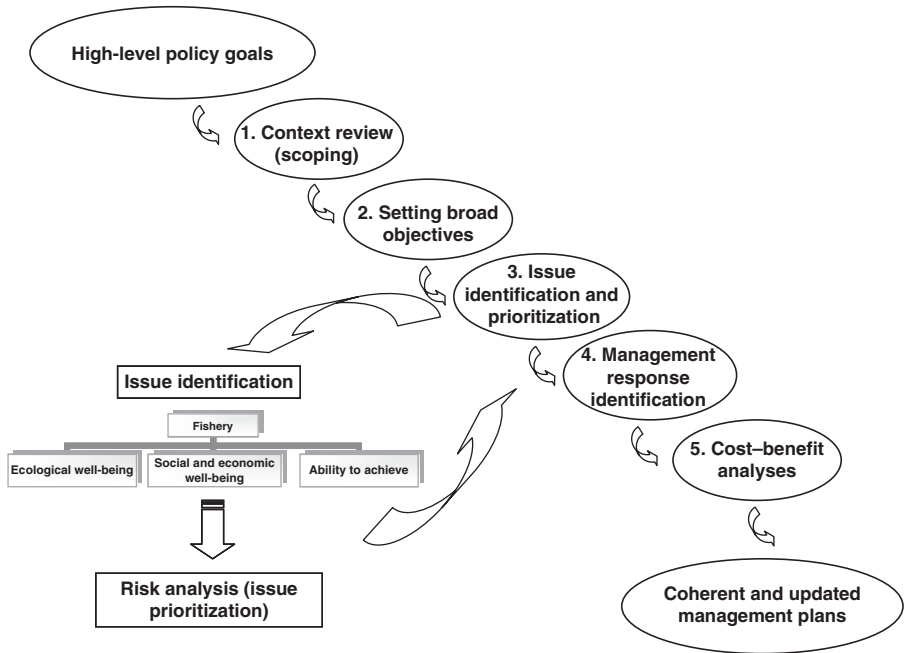 High-level policy goals
1. Context review
(scoping)
2. Setting broad
objectives
3. Issue
identification and
prioritization
4. Management
response
identification
5. Cost–benefit
analyses
Coherent and updated
management plans
Issue identification
Fishery
Ecological well-being
Social and economic
well-being
Ability to achieve
Risk analysis (issue
prioritization)